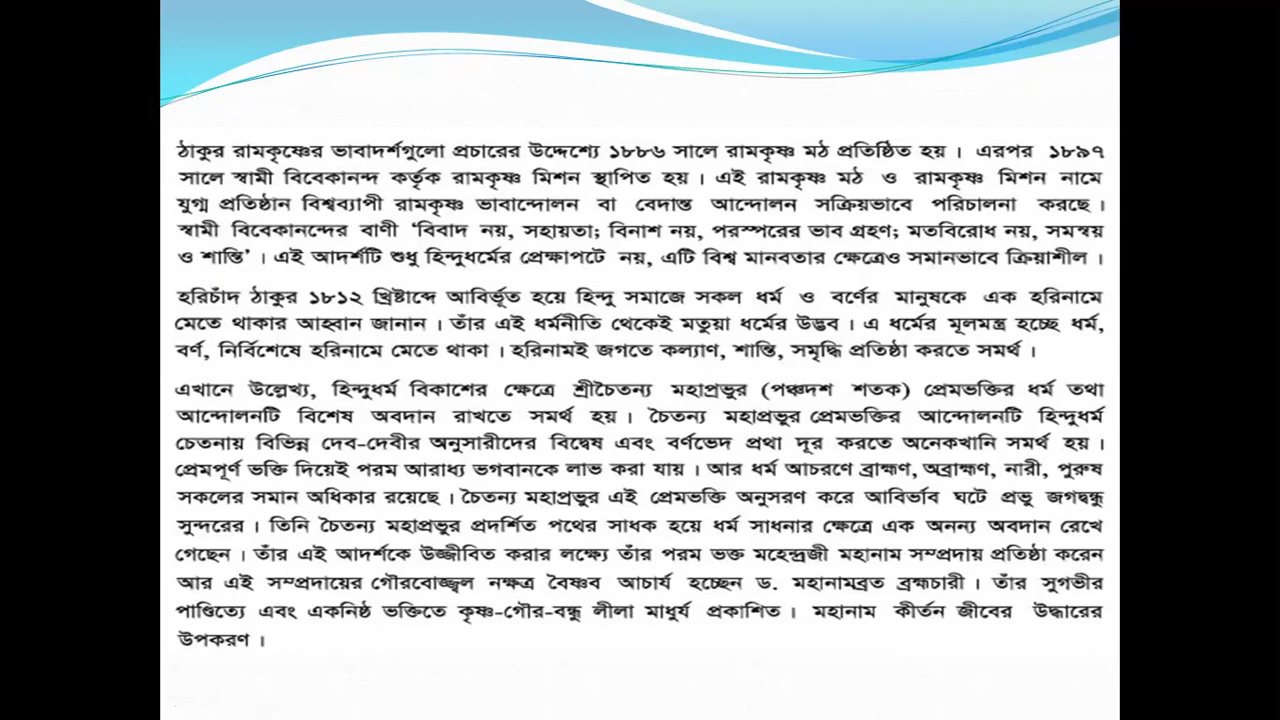 ঠাকুর রামকৃষ্ণের ভাবাদর্শগুলো প্রচারের উদ্দেশ্যে ১৮৮৬ সালে রামকৃষ্ণ মঠ প্রতিষ্ঠিত হয়। এরপর ১৮৯৭
সালে স্বামী বিবেকানন্দ কর্তৃক রামকৃষ্ণ মিশন স্থাপিত হয়। এই রামকৃষ্ণ মঠ ও রামকৃষ্ণ মিশন নামে
যুগ্ম প্রতিষ্ঠান বিশ্বব্যাপী রামকৃষ্ণ ভাবান্দোলন বা বেদান্ত আন্দোলন সক্রিয়ভাবে পরিচালনা করছে।
স্বামী বিবেকানন্দের বাণী ‘বিবাদ নয়, সহায়তা; বিনাশ নয়, পরস্পরের ভাব গ্রহণ; মতবিরোধ নয়, সমন্বয়
ও শান্তি’। এই আদর্শটি শুধু হিন্দুধর্মের প্রেক্ষাপটে নয়, এটি বিশ্ব মানবতার ক্ষেত্রেও সমানভাবে ক্রিয়াশীল।
হরিচাঁদ ঠাকুর ১৮১২ খ্রিষ্টাব্দে আবির্ভূত হয়ে হিন্দু সমাজে সকল ধর্ম ও বর্ণের মানুষকে এক হরিনামে
মেতে থাকার আহ্বান জানান। তাঁর এই ধর্মনীতি থেকেই মতুয়া ধর্মের উদ্ভব। এ ধর্মের মূলমন্ত্র হচ্ছে ধর্ম,
বর্ণ, নির্বিশেষে হরিনামে মেতে থাকা। হরিনামই জগতে কল্যাণ, শান্তি, সমৃদ্ধি প্রতিষ্ঠা করতে সমর্থ।
এখানে উল্লেখ্য, হিন্দুধর্ম বিকাশের ক্ষেত্রে শ্রীচৈতন্য মহাপ্রভুর (পঞ্চদশ শতক) প্রেমভক্তির ধর্ম তথা
আন্দোলনটি বিশেষ অবদান রাখতে সমর্থ হয়। চৈতন্য মহাপ্রভুর প্রেমভক্তির আন্দোলনটি হিন্দুধর্ম
চেতনায় বিভিন্ন দেব-দেবীর অনুসারীদের বিদ্বেষ এবং বর্ণভেদ প্রথা দূর করতে অনেকখানি সমর্থ হয়।
প্রেমপূর্ণ ভক্তি দিয়েই পরম আরাধ্য ভগবানকে লাভ করা যায়। আর ধর্ম আচরণে ব্রাহ্মণ, অব্রাহ্মণ, নারী, পুরুষ
সকলের সমান অধিকার রয়েছে। চৈতন্য মহাপ্রভুর এই প্রেমভক্তি অনুসরণ করে আবির্ভাব ঘটে প্রভু জগদ্বন্ধু
সুন্দরের। তিনি চৈতন্য মহাপ্রভুর প্রদর্শিত পথের সাধক হয়ে ধর্ম সাধনার ক্ষেত্রে এক অনন্য অবদান রেখে
গেছেন। তাঁর এই আদর্শকে উজ্জীবিত করার লক্ষ্যে তাঁর পরম ভক্ত মহেন্দ্রজী মহানাম সম্প্রদায় প্রতিষ্ঠা করেন
আর এই সম্প্রদায়ের গৌরবোজ্জ্বল নক্ষত্র বৈষ্ণব আচার্য হচ্ছেন ড. মহানামব্রত ব্রহ্মচারী। তাঁর সুগভীর
পাণ্ডিত্যে এবং একনিষ্ঠ ভক্তিতে কৃষ্ণ-গৌর-বন্ধু লীলা মাধুর্য প্রকাশিত। মহানাম কীর্তন জীবের উদ্ধারের
উপকরণ।